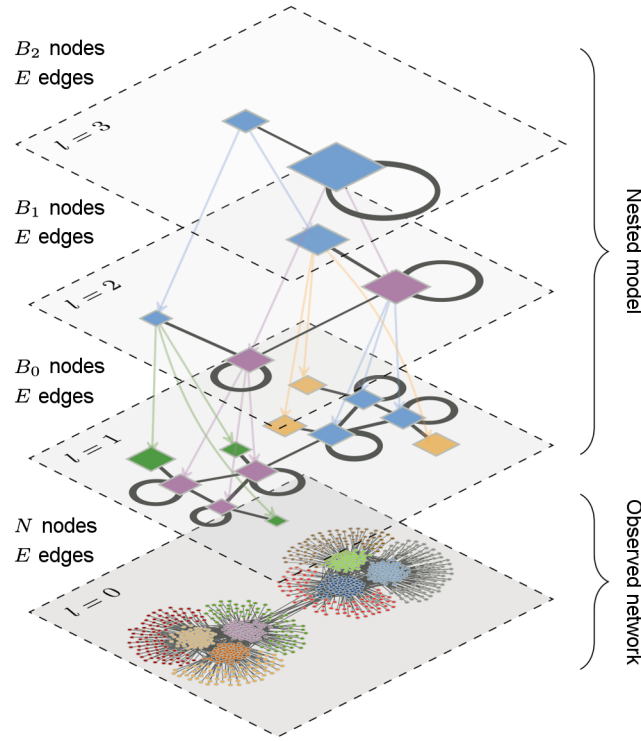 B₂ nodes
E edges
l = 3
B₁ nodes
E edges
l = 2
B₀ nodes
E edges
l = 1
N nodes
E edges
l = 0
Nested model
Observed network